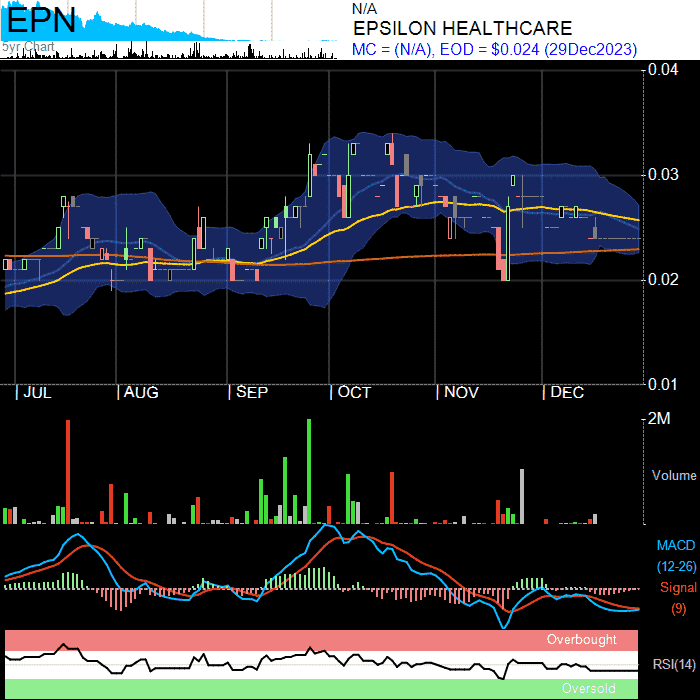 EPN
5yr Chart
N/A
EPSILON HEALTHCARE
MC = (N/A), EOD = $0.024 (29Dec2023)
0.04
0.03
0.02
0.01
| JUL | AUG | SEP | OCT | NOV | DEC
2M
Volume
MACD
(12-26)
Signal
(9)
Overbought
RSI(14)
Oversold